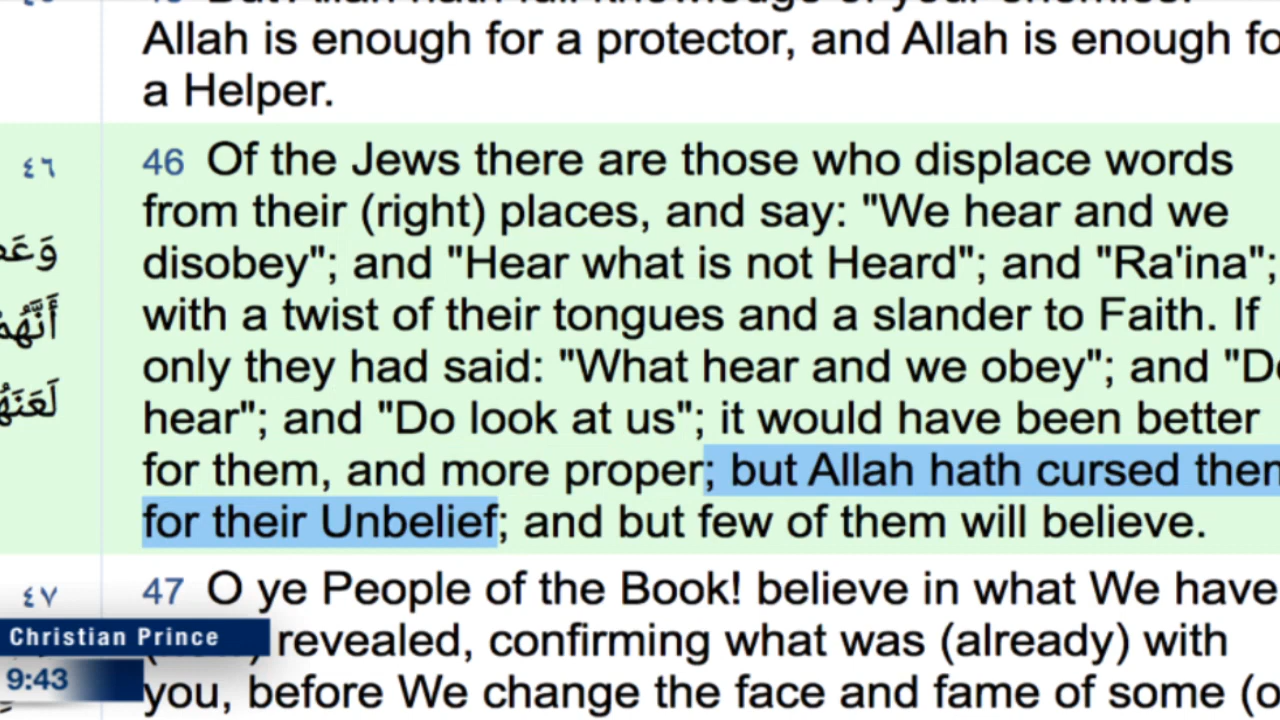 Allah is enough for a protector, and Allah is enough
a Helper.
٤٦
46 Of the Jews there are those who displace words
from their (right) places, and say: "We hear and we
disobey"; and "Hear what is not Heard"; and "Ra'ina";
with a twist of their tongues and a slander to Faith. If
only they had said: "What hear and we obey"; and
hear"; and "Do look at us"; it would have been better
for them, and more proper; but Allah hath cursed
for their Unbelief; and but few of them will believe.
٤٧
47 O ye People of the Book! believe in what We have
revealed, confirming what was (already) with
you, before We change the face and fame of some
Christian Prince
9:43